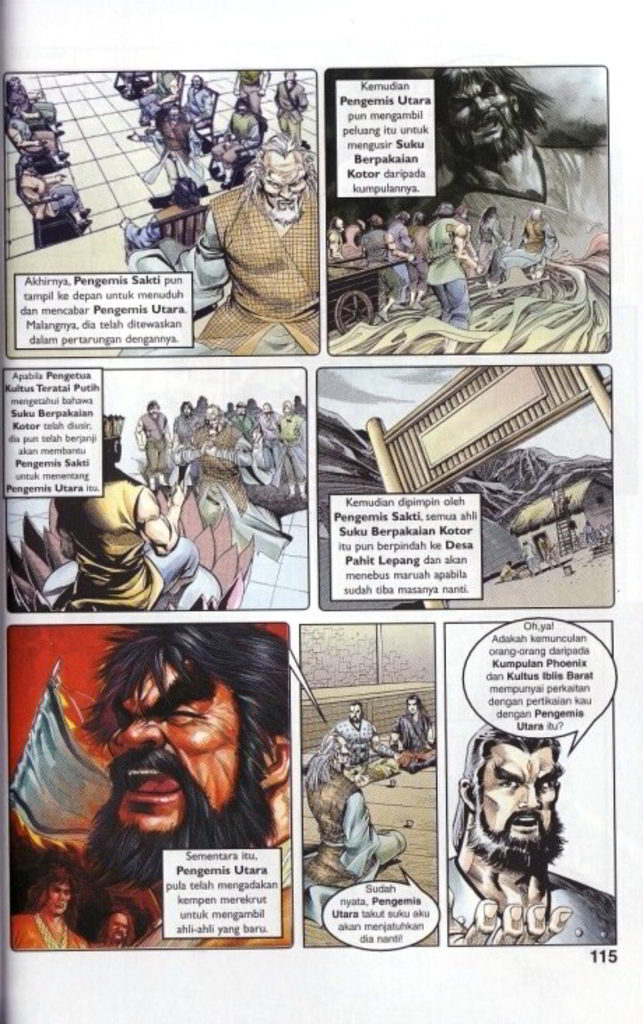 Akhirnya, Pengemis Sakti pun
tampil ke depan untuk menuduh
dan mencabar Pengemis Utara.
Malangnya, dia telah ditewaskan
dalam pertarungan dengannya.
Kemudian
Pengemis Utara
pun mengambil
peluang itu untuk
mengusir Suku
Berpakaian
Kotor daripada
kumpulannya.
Apabila Pengetua
Kultus Teratai Putih
mengetahui bahawa
Suku Berpakaian
Kotor telah diusir,
dia pun telah berjanji
akan membantu
Pengemis Sakti
untuk menentang
Pengemis Utara itu.
Kemudian dipimpin oleh
Pengemis Sakti, semua ahli
Suku Berpakaian Kotor
itu pun berpindah ke Desa
Pahit Lepang dan akan
menebus maruah apabila
sudah tiba masanya nanti.
Sementara itu,
Pengemis Utara
pula telah mengadakan
kempen merekrut
untuk mengambil
ahli-ahli yang baru.
Sudah
nyata, Pengemis
Utara takut suku aku
akan menjatuhkan
dia nanti!
Oh,ya!
Adakah kemunculan
orang-orang daripada
Kumpulan Phoenix
dan Kultus Iblis Barat
mempunyai perkaitan
dengan pertikaian kau
dengan Pengemis
Utara itu?
115